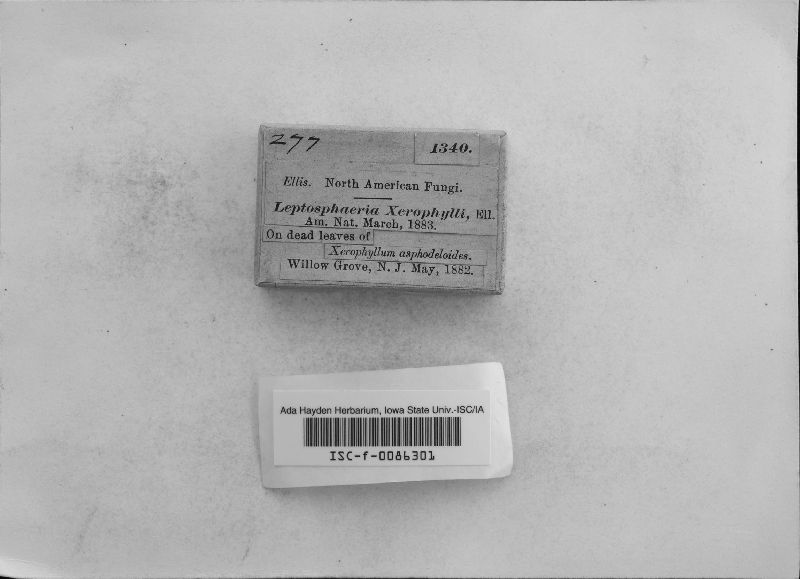 277
1340.
Ellis. North American Fungi.
Leptosphaeria Xerophylli, Ell.
Am. Nat. March, 1883.
On dead leaves of
Xerophyllum asphodeloides.
Willow Grove, N. J. May, 1882.
Ada Hayden Herbarium, Iowa State Univ.-ISC/IA
ISC-f-0086301